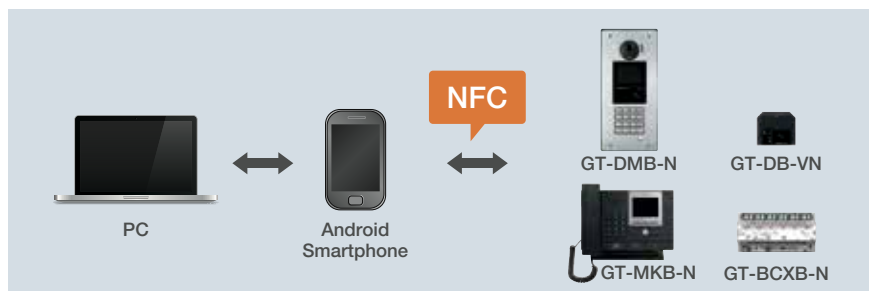 NFC
GT-DMB-N
GT-DB-VN
PC
Android
Smartphone
GT-MKB-N
GT-BCXB-N